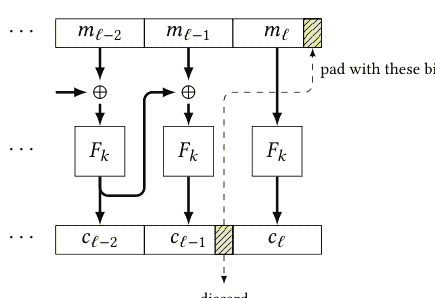 ··· m_{ℓ−2} m_{ℓ−1} m_ℓ
pad with these bi
⊕ ⊕
··· F_k F_k F_k
··· c_{ℓ−2} c_{ℓ−1} c_ℓ